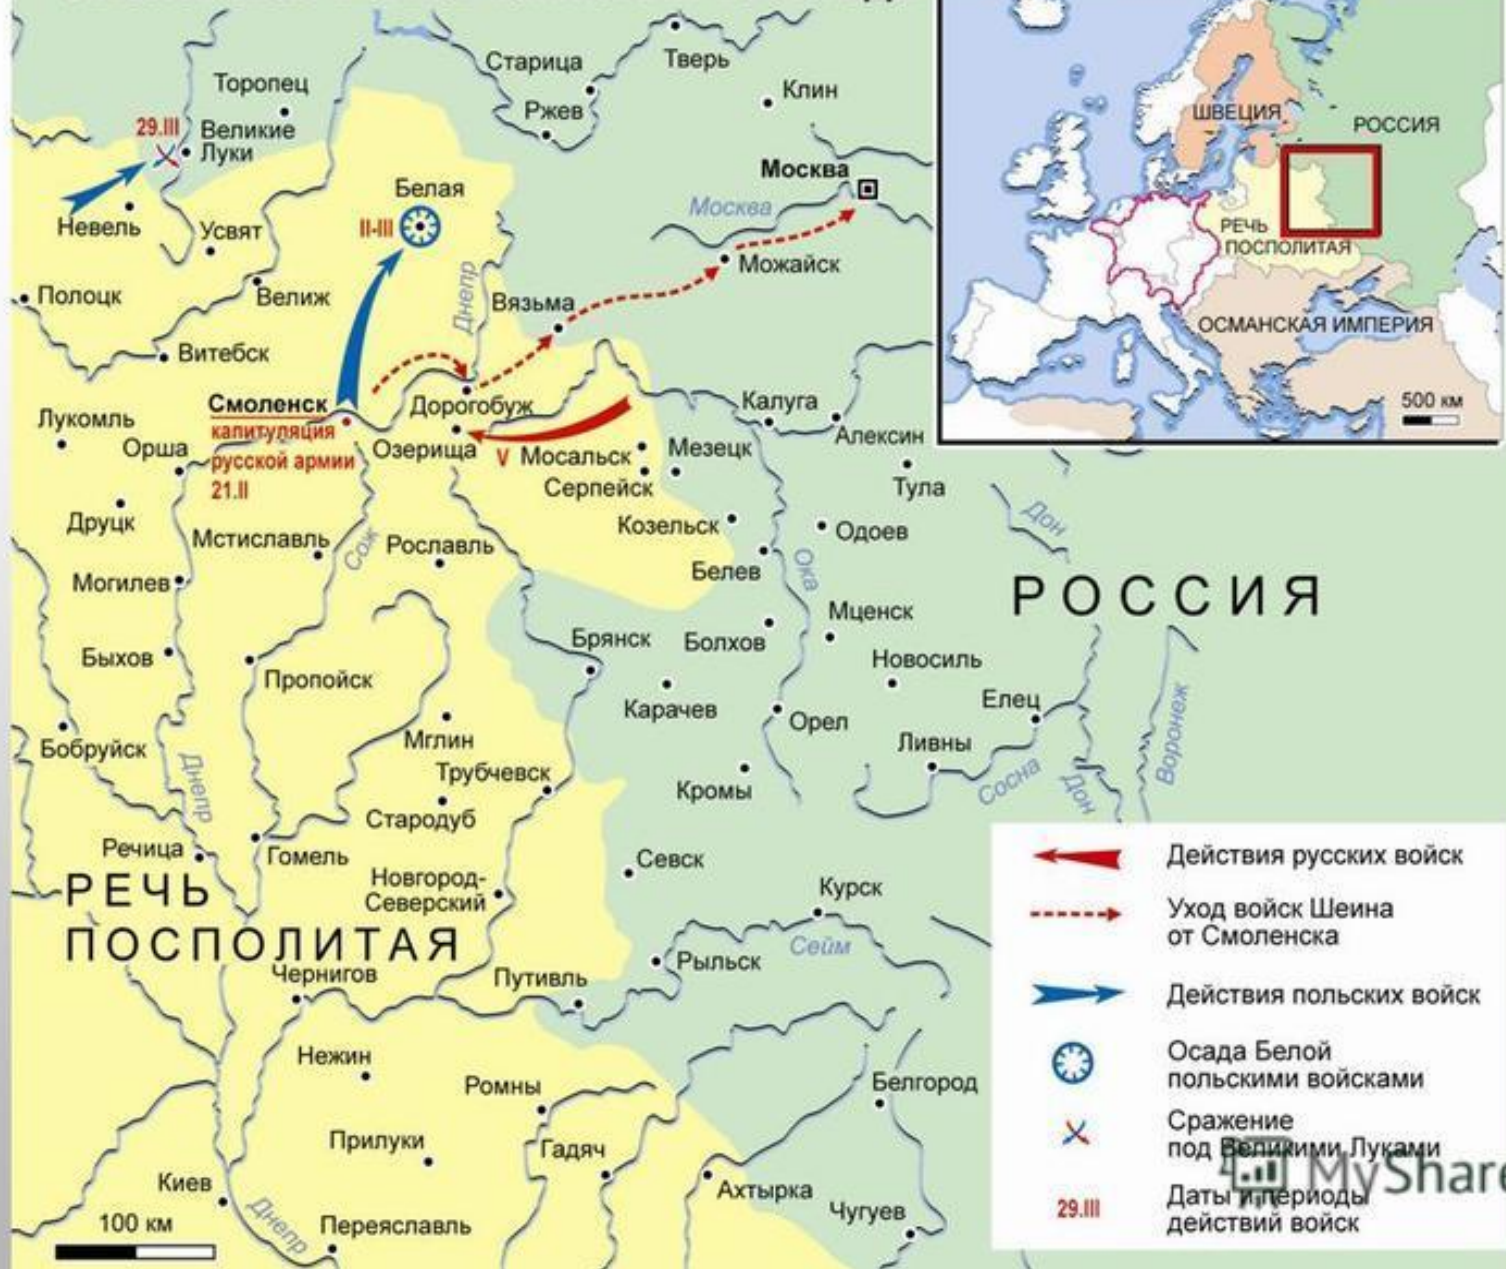 Торопец
Старица
Тверь
Ржев
Клин
29.III
Великие
Луки
Москва
Москва
Белая
II-III
Невель
Усвят
Можайск
Полоцк
Велиж
Днепр
Вязьма
Витебск
Смоленск
капитуляция
русской армии
21.II
Дорогобуж
Калуга
Алексин
Лукомль
Орша
Озерища
V
Мосальск
Мезецк
Серпейск
Тула
Друцк
Мстиславль
Сож
Рославль
Козельск
Одоев
Дон
Могилев
Белев
Ока
РОССИЯ
Мценск
Быхов
Пропойск
Брянск
Болхов
Новосиль
Карачев
Елец
Орел
Воронеж
Бобруйск
Мглин
Ливны
Днепр
Трубчевск
Кромы
Сосна
Дон
Стародуб
Речица
Гомель
Севск
Новгород-
Северский
Курск
РЕЧЬ
ПОСПОЛИТАЯ
Сейм
Рыльск
Чернигов
Путивль
Нежин
Ромны
Белгород
Прилуки
Гадяч
Киев
Ахтырка
Чугуев
Днепр
Переяславль
100 км
ШВЕЦИЯ
РОССИЯ
РЕЧЬ
ПОСПОЛИТАЯ
ОСМАНСКАЯ ИМПЕРИЯ
500 км
Действия русских войск
Уход войск Шеина
от Смоленска
Действия польских войск
Осада Белой
польскими войсками
Сражение
под Великими Луками
29.III
Даты и периоды
действий войск
MyShare